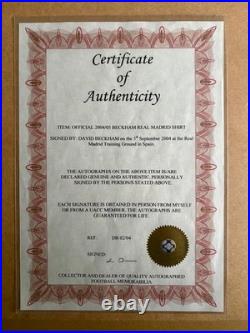 Certificate
of
Authenticity
ITEM: OFFICIAL 2004/05 BECKHAM REAL MADRID SHIRT
SIGNED BY: DAVID BECKHAM on the 5th September 2004 at the Real
Madrid Training Ground in Spain.
THE AUTOGRAPHS ON THE ABOVE ITEM IS/ARE
DECLARED GENUINE AND AUTHENTIC, PERSONALLY
SIGNED BY THE PERSON/S STATED ABOVE.
EACH SIGNATURE IS OBTAINED IN PERSON FROM MYSELF
OR FROM A UACC MEMBER. THE AUTOGRAPHS ARE
GUARANTEED FOR LIFE.
REF: DB 02/04
SIGNED:
COLLECTOR AND DEALER OF QUALITY AUTOGRAPHED
FOOTBALL MEMORABILIA.